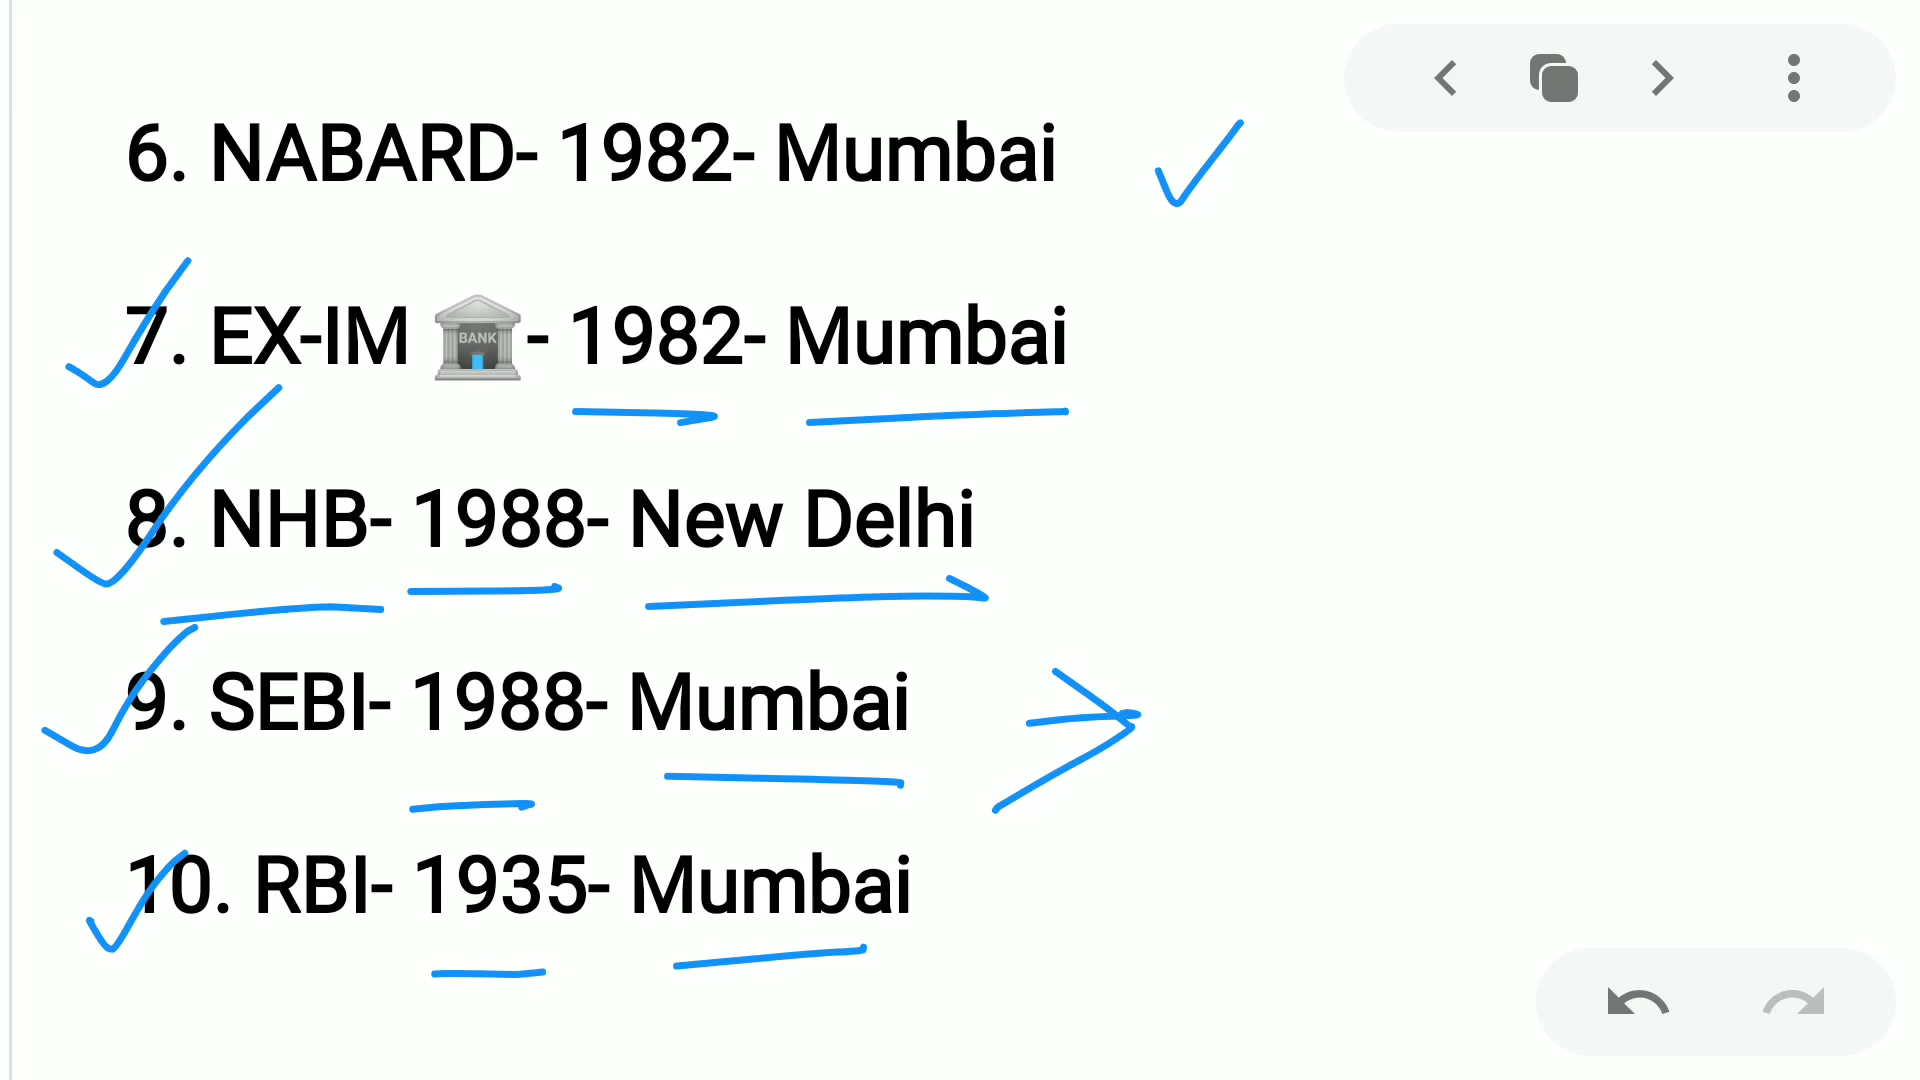 6. NABARD- 1982- Mumbai
7. EX-IM 🏦- 1982- Mumbai
8. NHB- 1988- New Delhi
9. SEBI- 1988- Mumbai
10. RBI- 1935- Mumbai